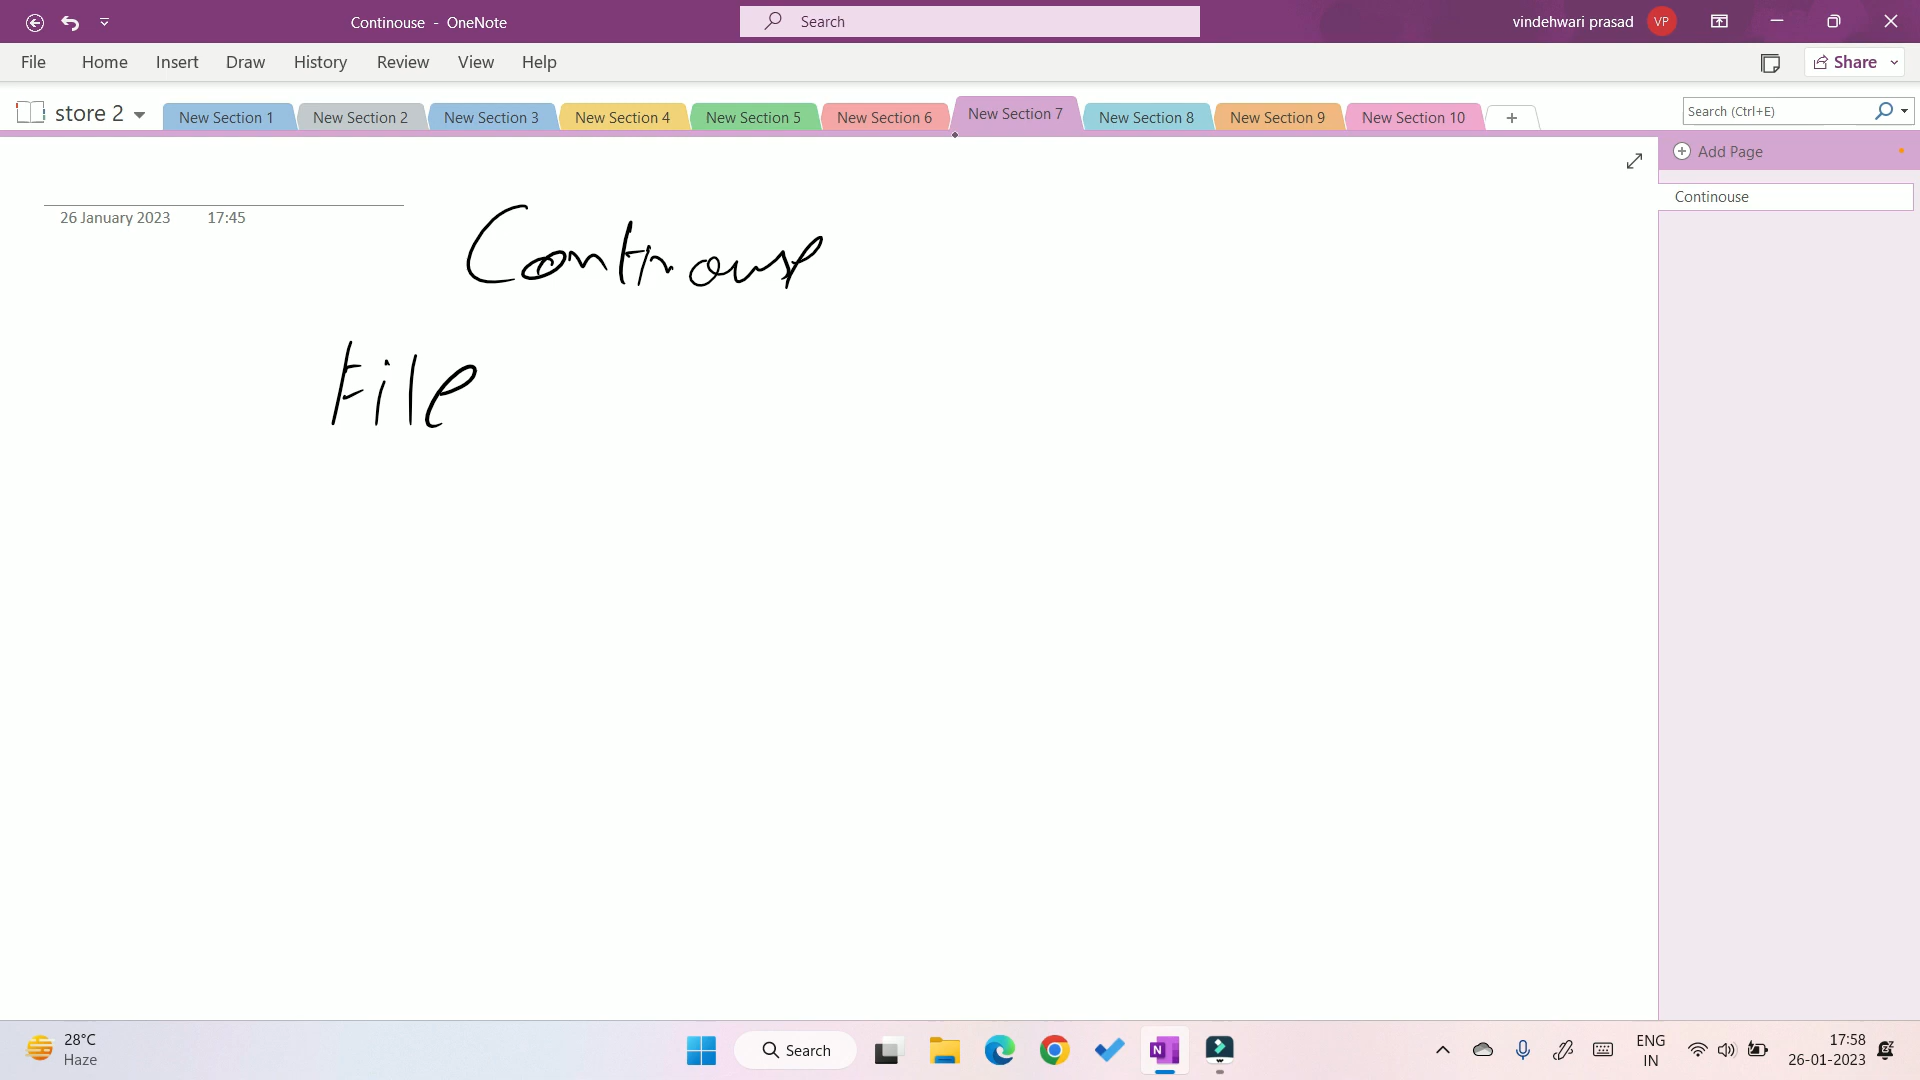 Continouse - OneNote
Search
vindehwari prasad
VP
File Home Insert Draw History Review View Help
Share
store 2
New Section 1 New Section 2 New Section 3 New Section 4 New Section 5 New Section 6 New Section 7 New Section 8 New Section 9 New Section 10
Search (Ctrl+E)
Add Page
Continouse
26 January 2023 17:45
Continouse
File
28°C
Haze
Search
ENG
IN
17:58
26-01-2023